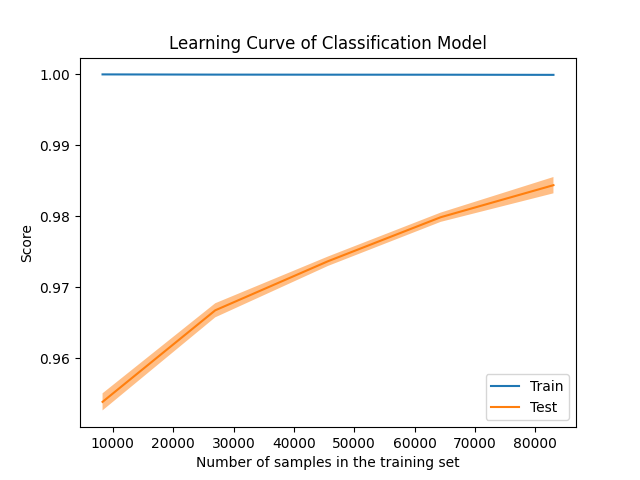 Learning Curve of Classification Model
1.00
0.99
0.98
0.97
0.96
Score
Train
Test
10000 20000 30000 40000 50000 60000 70000 80000
Number of samples in the training set